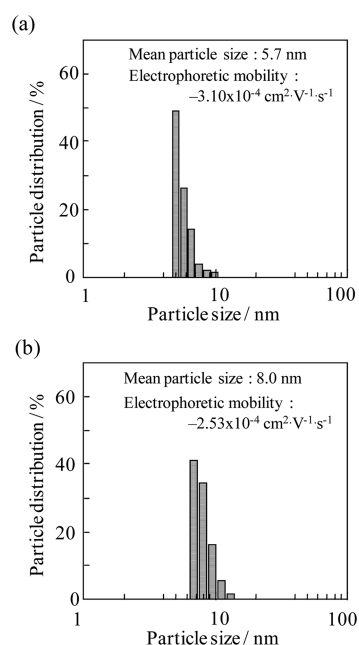 (a)
Mean particle size : 5.7 nm
Electrophoretic mobility :
−3.10x10⁻⁴ cm²·V⁻¹·s⁻¹
Particle distribution / %
60
40
20
0
1 10 100
Particle size / nm
(b)
Mean particle size : 8.0 nm
Electrophoretic mobility :
−2.53x10⁻⁴ cm²·V⁻¹·s⁻¹
Particle distribution / %
60
40
20
0
1 10 100
Particle size / nm